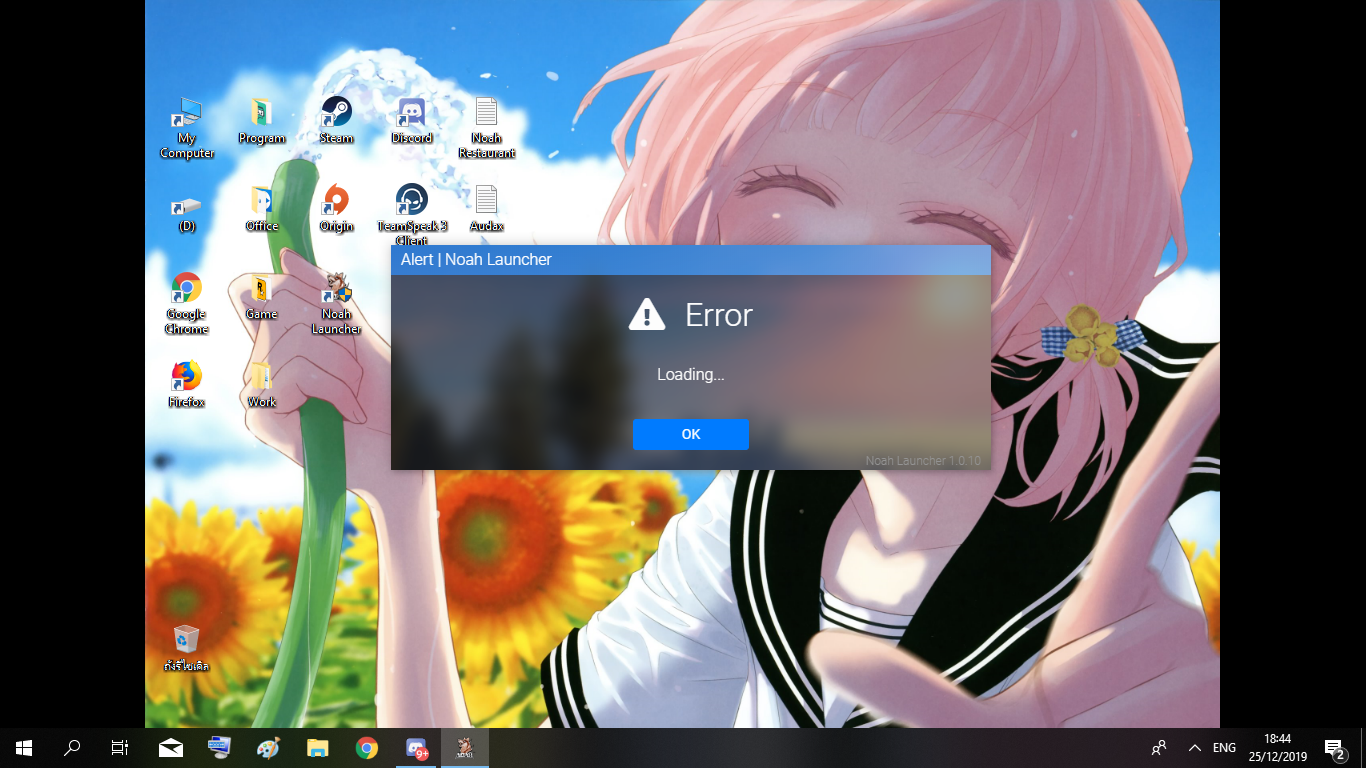 My
Computer
Program
Steam
Discord
Noah
Restaurant
(D)
Office
Origin
TeamSpeak 3
Client
Audax
Google
Chrome
Game
Noah
Launcher
Firefox
Work
Alert | Noah Launcher
Error
Loading...
OK
Noah Launcher 1.0.10
ถังรีไซเคิล
9+
ENG
18:44
25/12/2019
2